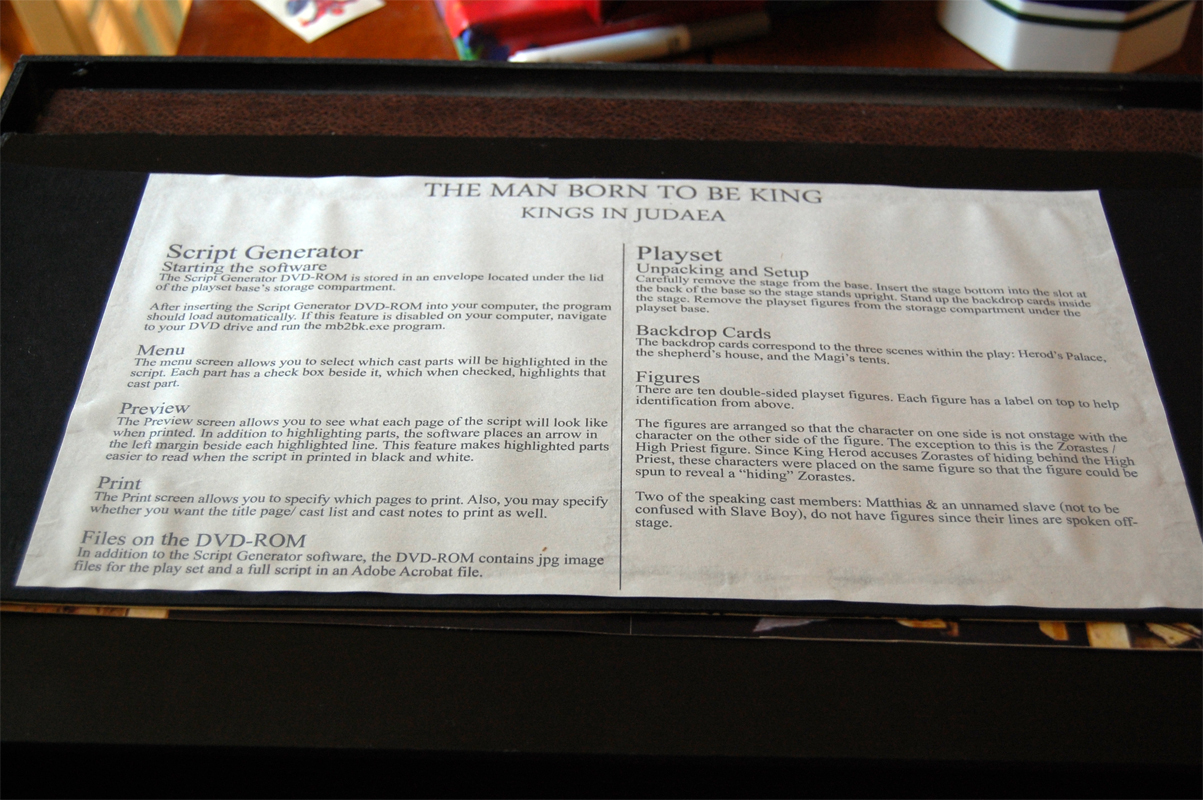 THE MAN BORN TO BE KING
KINGS IN JUDAEA
Script Generator
Starting the software
The Script Generator DVD-ROM is stored in an envelope located under the lid
of the playset base's storage compartment.
After inserting the Script Generator DVD-ROM into your computer, the program
should load automatically. If this feature is disabled on your computer, navigate
to your DVD drive and run the mb2bk.exe program.
Menu
The menu screen allows you to select which cast parts will be highlighted in the
script. Each part has a check box beside it, which when checked, highlights that
cast part.
Preview
The Preview screen allows you to see what each page of the script will look like
when printed. In addition to highlighting parts, the software places an arrow in
the left margin beside each highlighted line. This feature makes highlighted parts
easier to read when the script in printed in black and white.
Print
The Print screen allows you to specify which pages to print. Also, you may specify
whether you want the title page/ cast list and cast notes to print as well.
Files on the DVD-ROM
In addition to the Script Generator software, the DVD-ROM contains jpg image
files for the play set and a full script in an Adobe Acrobat file.
Playset
Unpacking and Setup
Carefully remove the stage from the base. Insert the stage bottom into the slot at
the back of the base so the stage stands upright. Stand up the backdrop cards inside
the stage. Remove the playset figures from the storage compartment under the
playset base.
Backdrop Cards
The backdrop cards correspond to the three scenes within the play: Herod's Palace,
the shepherd's house, and the Magi's tents.
Figures
There are ten double-sided playset figures. Each figure has a label on top to help
identification from above.
The figures are arranged so that the character on one side is not onstage with the
character on the other side of the figure. The exception to this is the Zorastes /
High Priest figure. Since King Herod accuses Zorastes of hiding behind the High
Priest, these characters were placed on the same figure so that the figure could be
spun to reveal a "hiding" Zorastes.
Two of the speaking cast members: Matthias & an unnamed slave (not to be
confused with Slave Boy), do not have figures since their lines are spoken off-
stage.